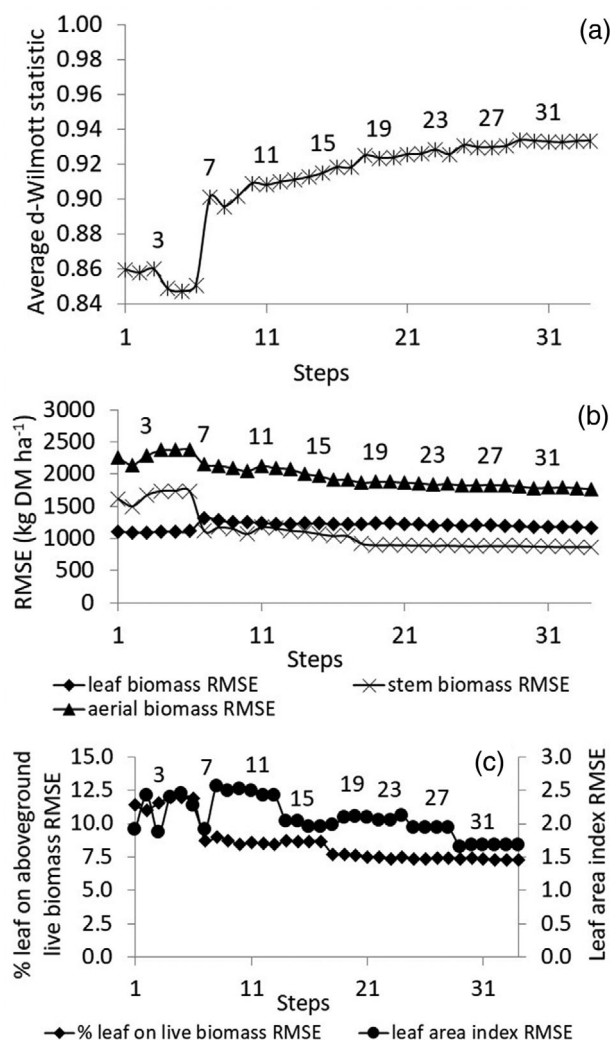 (a)
Average d-Wilmott statistic
1.00
0.98
0.96
0.94
0.92
0.90
0.88
0.86
0.84
3 7 11 15 19 23 27 31
1 11 21 31
Steps
(b)
RMSE (kg DM ha⁻¹)
3000
2500
2000
1500
1000
500
0
3 7 11 15 19 23 27 31
1 11 21 31
Steps
leaf biomass RMSE stem biomass RMSE
aerial biomass RMSE
(c)
% leaf on aboveground
live biomass RMSE
15.0
12.5
10.0
7.5
5.0
2.5
0.0
3 7 11 15 19 23 27 31
3.0
2.5
2.0
1.5
1.0
0.5
0.0
Leaf area index RMSE
1 11 21 31
Steps
% leaf on live biomass RMSE leaf area index RMSE